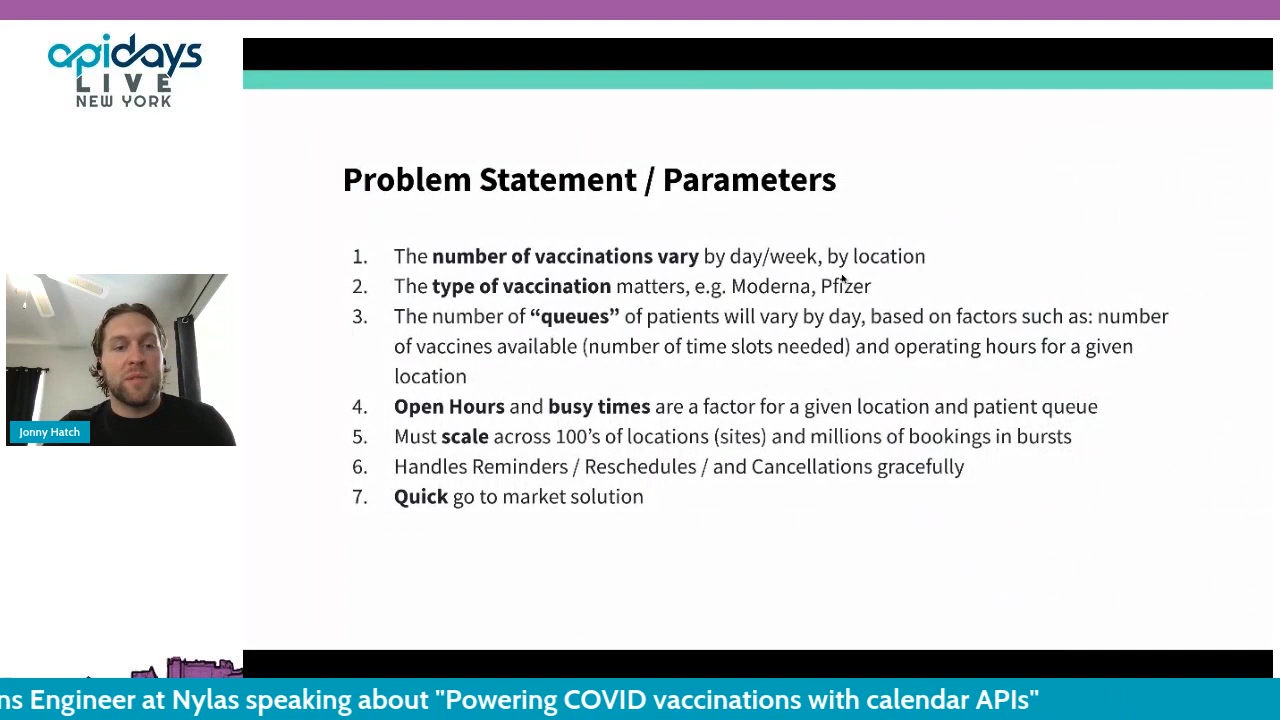 apidays
LIVE
NEW YORK
Problem Statement / Parameters
1. The number of vaccinations vary by day/week, by location
2. The type of vaccination matters, e.g. Moderna, Pfizer
3. The number of “queues” of patients will vary by day, based on factors such as: number
of vaccines available (number of time slots needed) and operating hours for a given
location
4. Open Hours and busy times are a factor for a given location and patient queue
5. Must scale across 100’s of locations (sites) and millions of bookings in bursts
6. Handles Reminders / Reschedules / and Cancellations gracefully
7. Quick go to market solution
Jonny Hatch
ns Engineer at Nylas speaking about "Powering COVID vaccinations with calendar APIs"